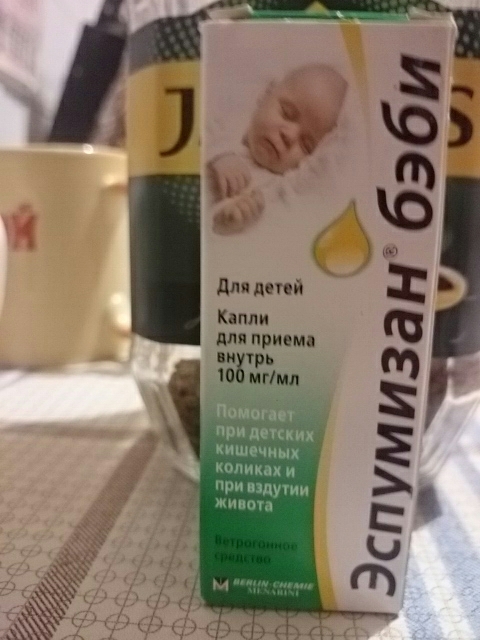 Эспумизан® бэби
Для детей
Капли
для приема
внутрь
100 мг/мл
Помогает
при детских
кишечных
коликах и
при вздутии
живота
Ветрогонное
средство
BERLIN-CHEMIE
MENARINI